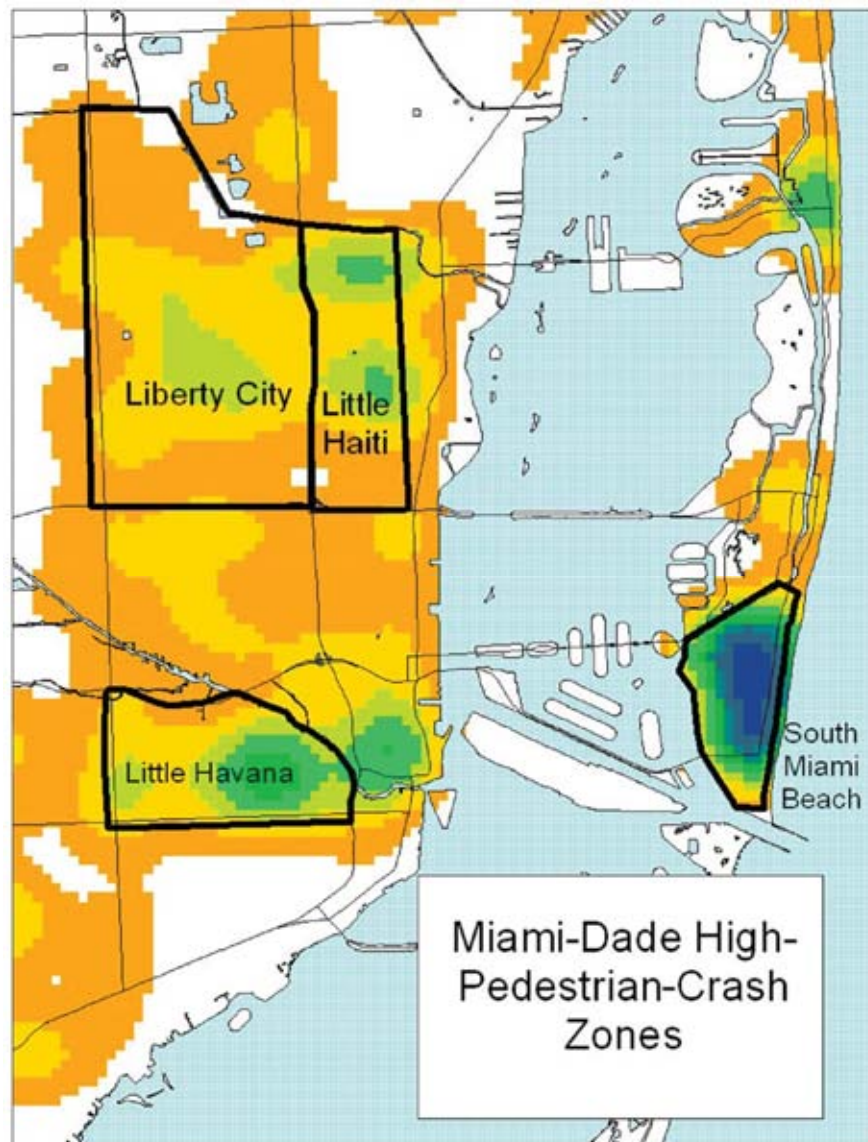 Liberty City
Little
Haiti
Little Havana
South
Miami
Beach
Miami-Dade High-
Pedestrian-Crash
Zones